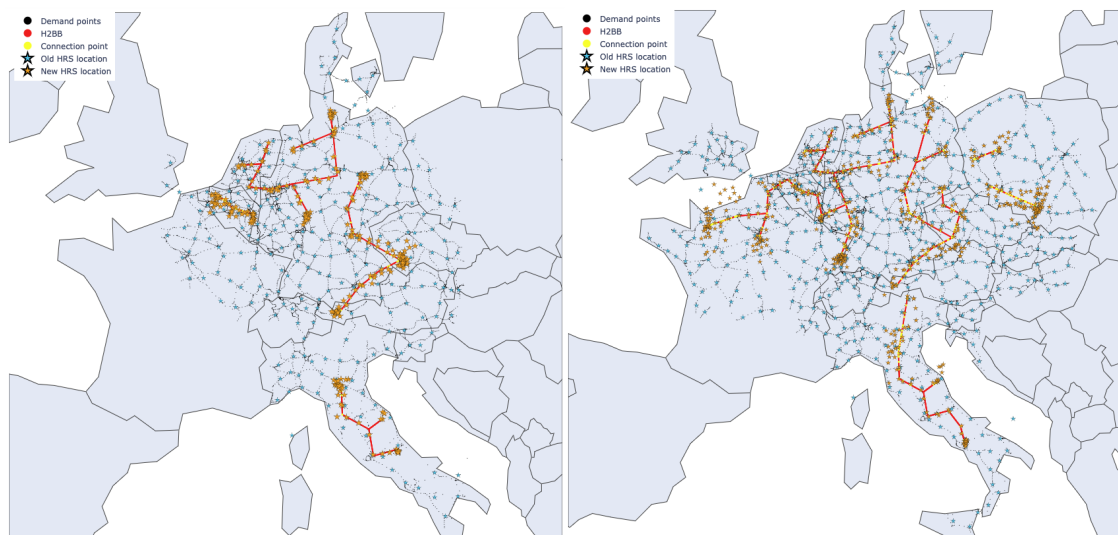 Demand points
H2BB
Connection point
Old HRS location
New HRS location
Demand points
H2BB
Connection point
Old HRS location
New HRS location